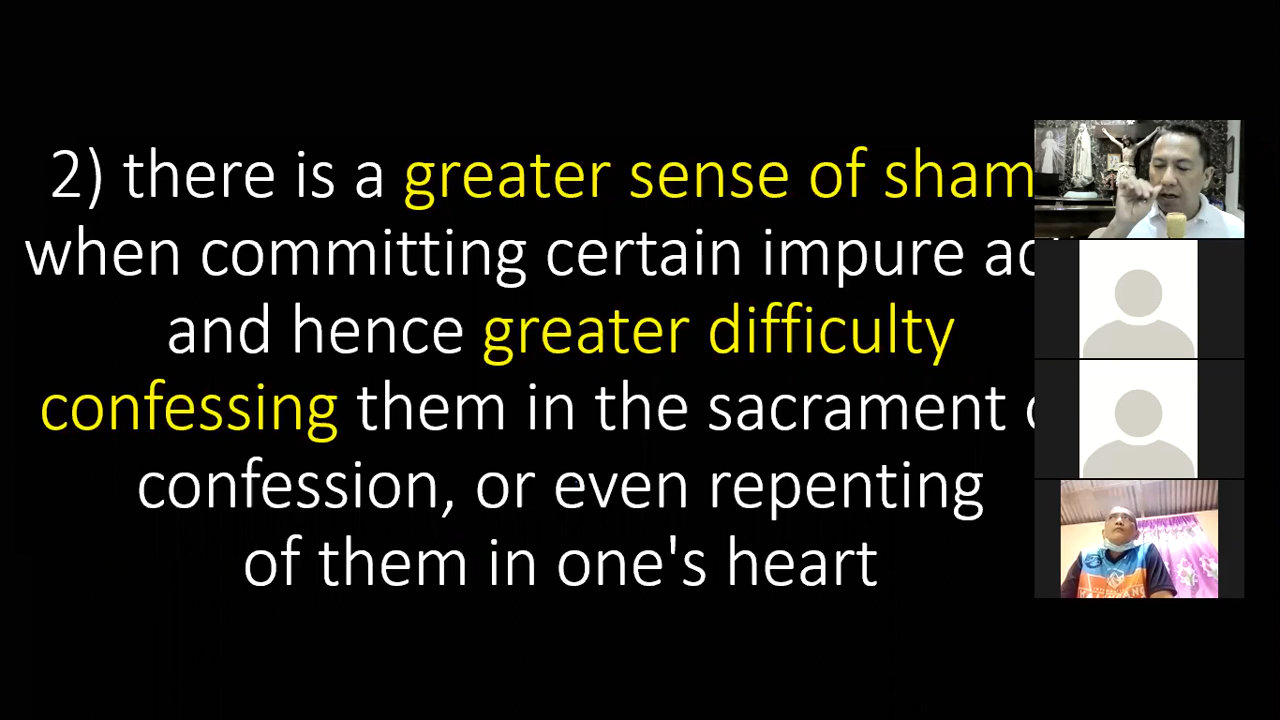 2) there is a greater sense of sham
when committing certain impure
and hence greater difficulty
confessing them in the sacrament
confession, or even repenting
of them in one's heart